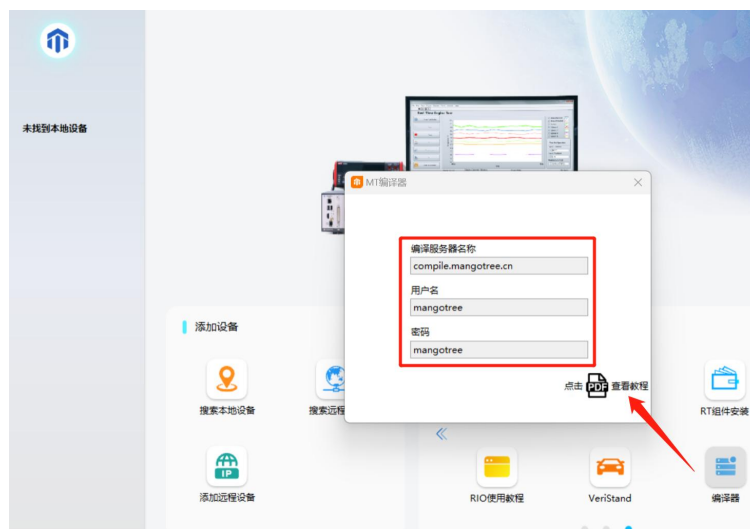 未找到本地设备
MT编译器
编译服务器名称
compile.mangotree.cn
用户名
mangotree
密码
mangotree
点击 PDF 查看教程
添加设备
搜索本地设备
搜索远程
RT组件安装
IP
添加远程设备
RIO使用教程
VeriStand
编译器